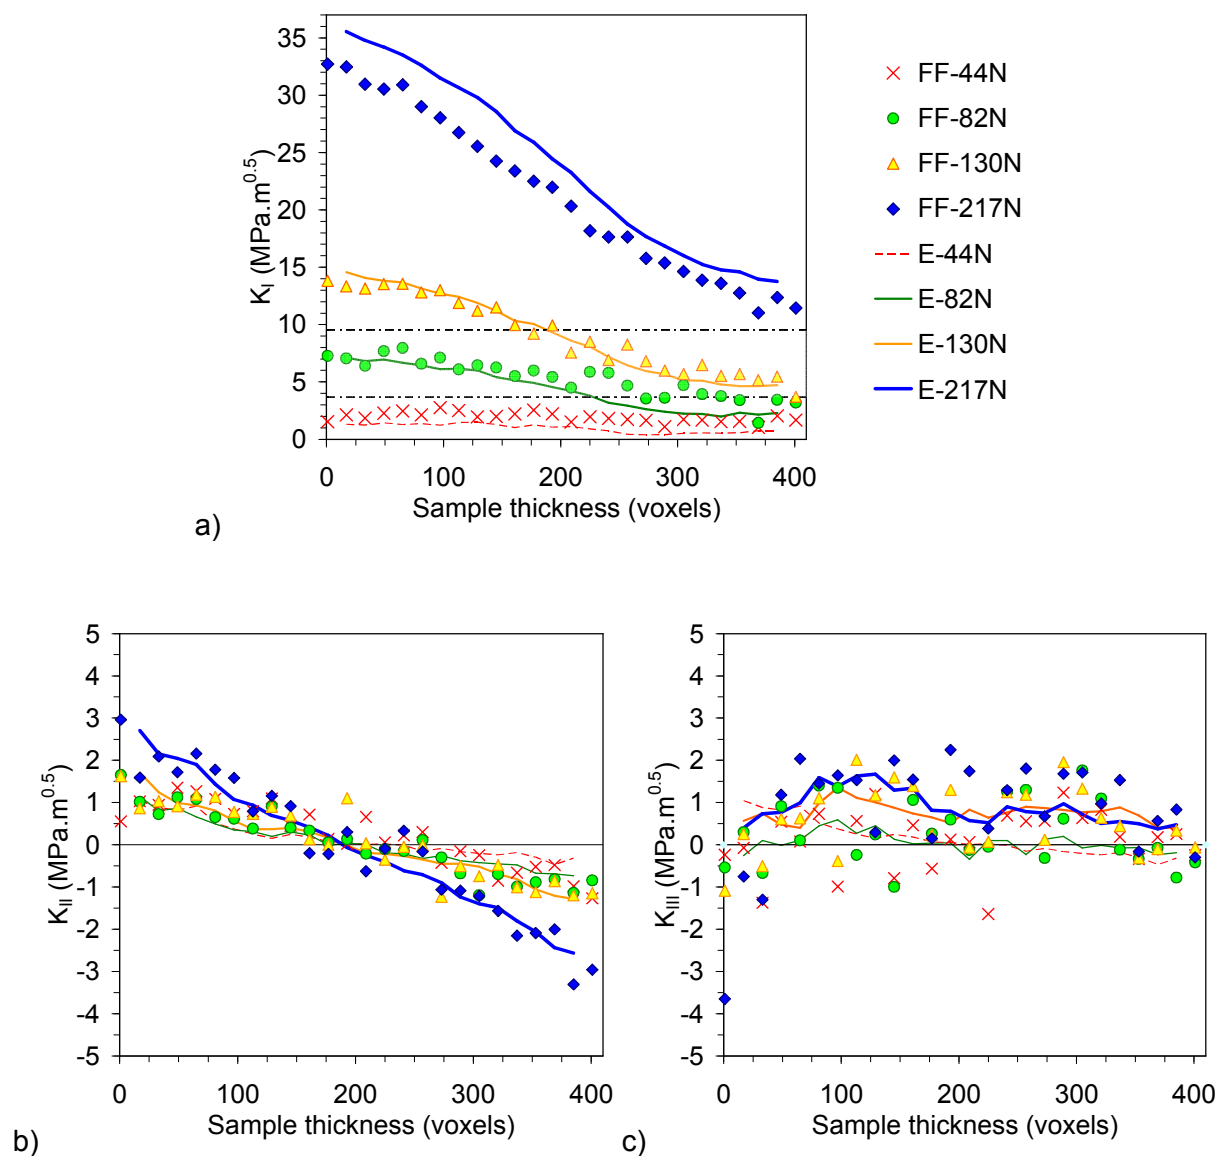 35
30
25
20
15
10
5
0
K_I (MPa.m^0.5)
0 100 200 300 400
Sample thickness (voxels)
a)
FF-44N
FF-82N
FF-130N
FF-217N
E-44N
E-82N
E-130N
E-217N
5
4
3
2
1
0
-1
-2
-3
-4
-5
K_II (MPa.m^0.5)
0 100 200 300 400
Sample thickness (voxels)
b)
5
4
3
2
1
0
-1
-2
-3
-4
-5
K_III (MPa.m^0.5)
0 100 200 300 400
Sample thickness (voxels)
c)